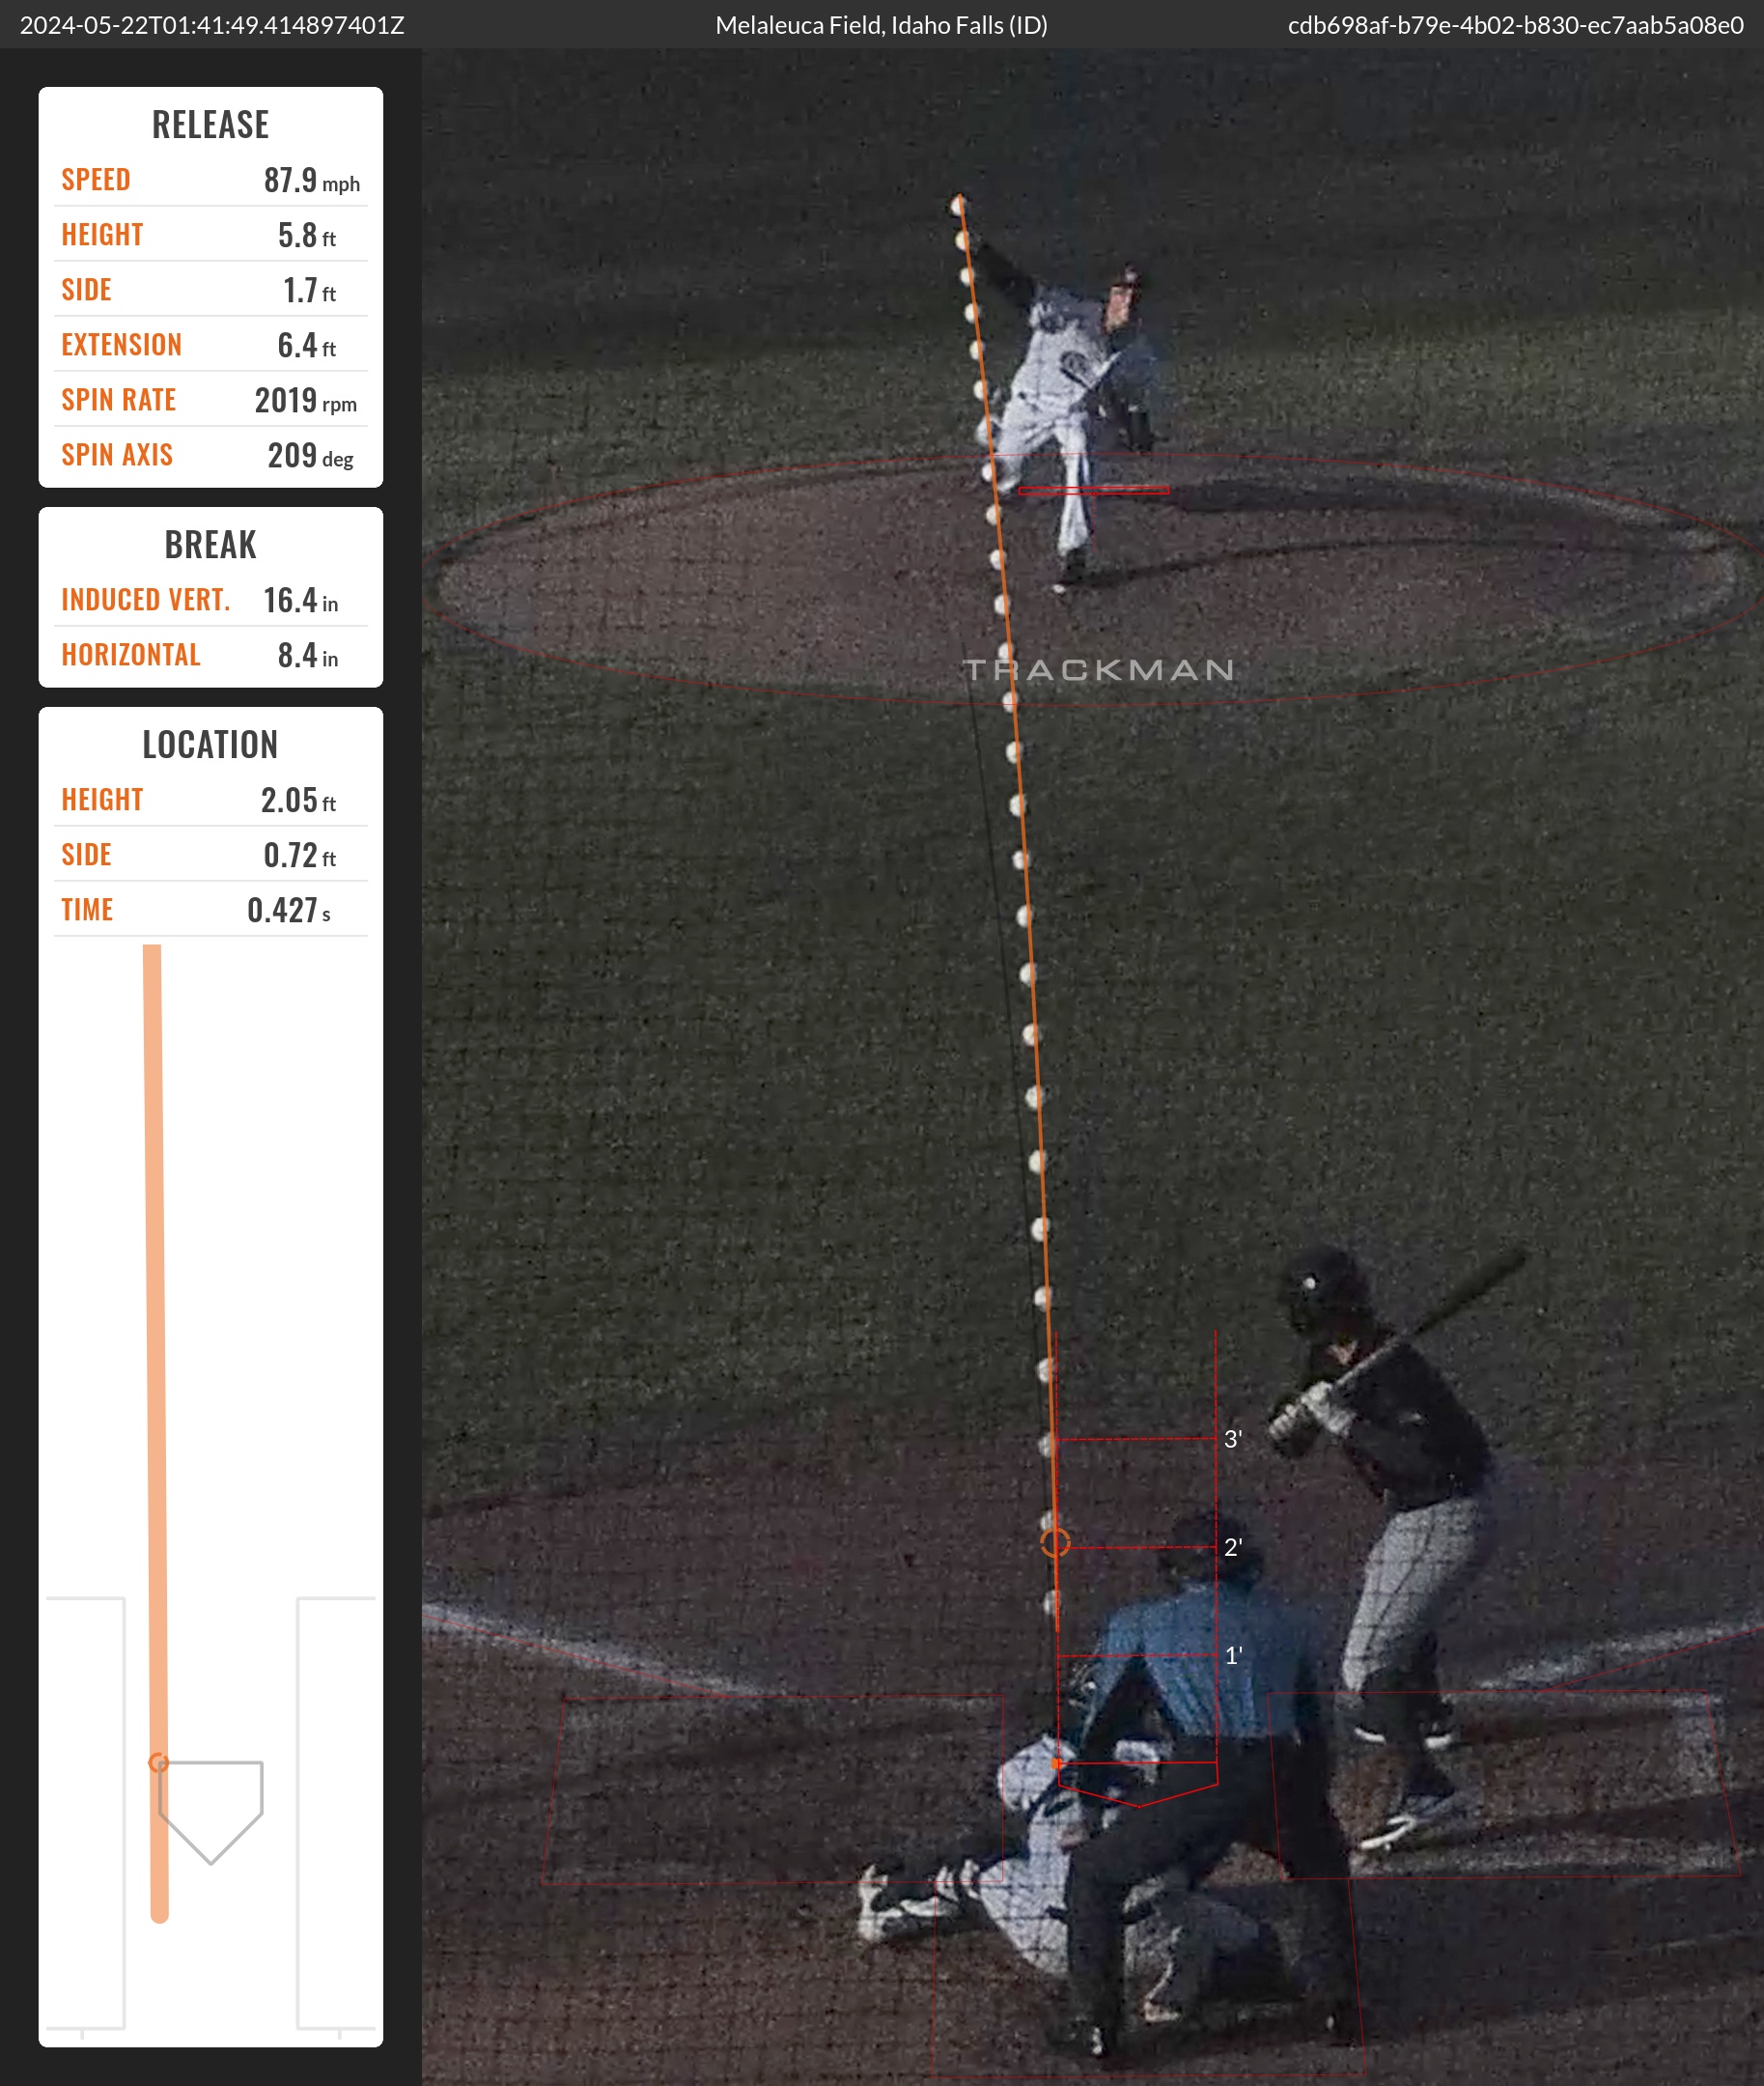 2024-05-22T01:41:49.414897401Z
Melaleuca Field, Idaho Falls (ID)
cdb698af-b79e-4b02-b830-ec7aab5a08e0
RELEASE
SPEED 87.9 mph
HEIGHT 5.8 ft
SIDE 1.7 ft
EXTENSION 6.4 ft
SPIN RATE 2019 rpm
SPIN AXIS 209 deg
BREAK
INDUCED VERT. 16.4 in
HORIZONTAL 8.4 in
LOCATION
HEIGHT 2.05 ft
SIDE 0.72 ft
TIME 0.427 s
TRACKMAN
3'
2'
1'